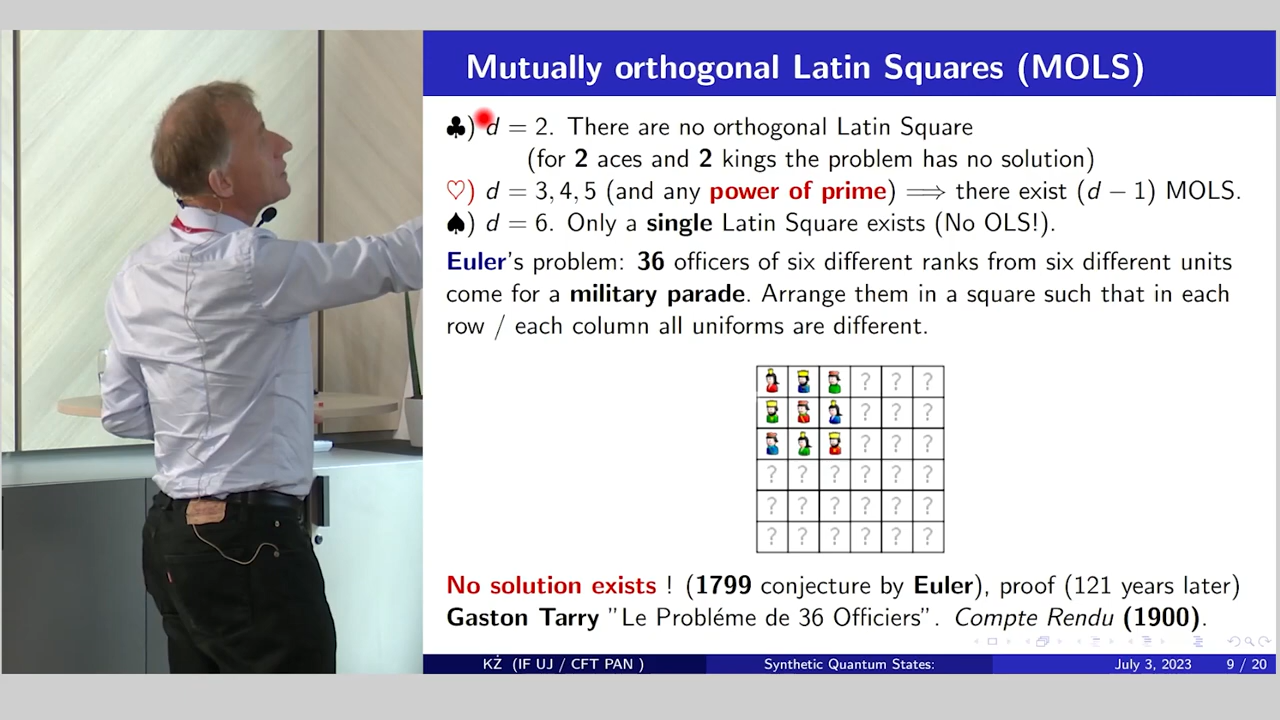 Mutually orthogonal Latin Squares (MOLS)
♣) d = 2. There are no orthogonal Latin Square
(for 2 aces and 2 kings the problem has no solution)
♡) d = 3, 4, 5 (and any power of prime) ⟹ there exist (d − 1) MOLS.
♠) d = 6. Only a single Latin Square exists (No OLS!).
Euler's problem: 36 officers of six different ranks from six different units
come for a military parade. Arrange them in a square such that in each
row / each column all uniforms are different.
? ? ?
? ? ?
? ? ?
? ? ? ? ? ?
? ? ? ? ? ?
? ? ? ? ? ?
No solution exists ! (1799 conjecture by Euler), proof (121 years later)
Gaston Tarry "Le Probléme de 36 Officiers". Compte Rendu (1900).
KŻ (IF UJ / CFT PAN ) Synthetic Quantum States: July 3, 2023 9 / 20